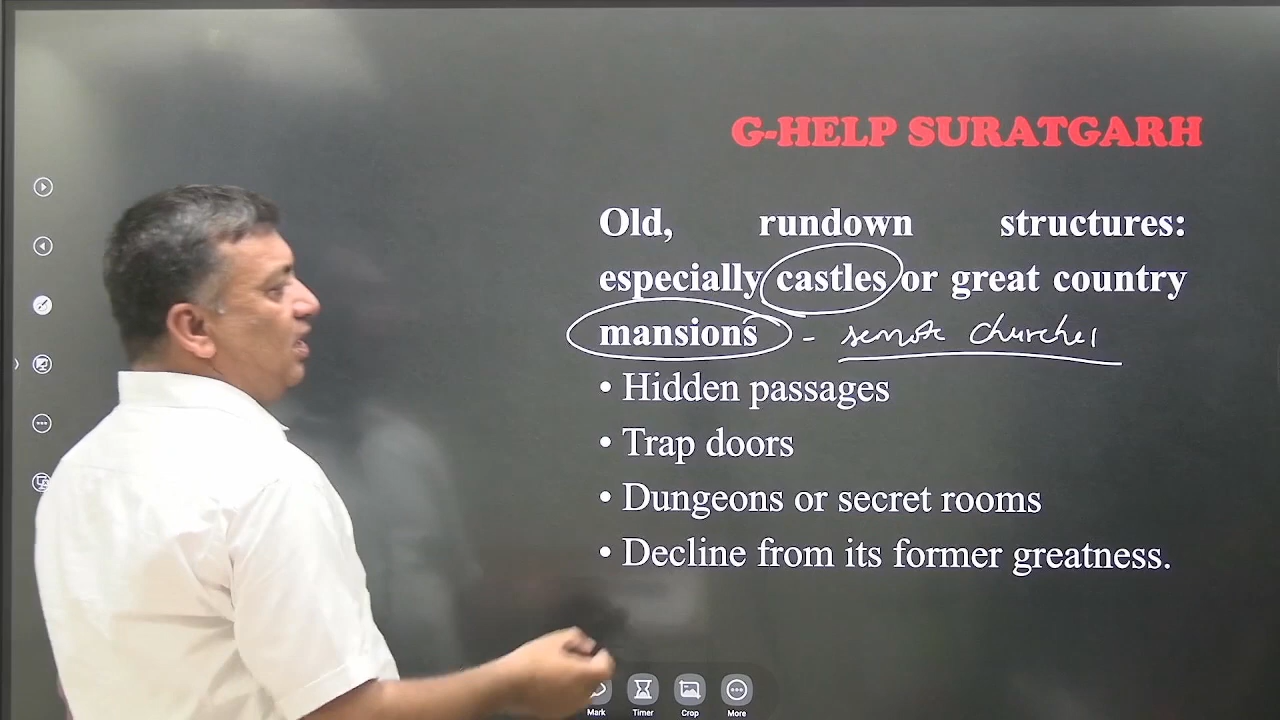 G-HELP SURATGARH
Old, rundown structures:
especially castles or great country
mansions - remote churches
• Hidden passages
• Trap doors
• Dungeons or secret rooms
• Decline from its former greatness.
Mark Timer Crop More